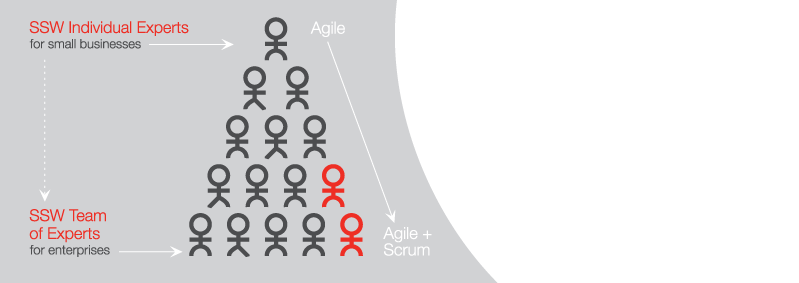 SSW Individual Experts
for small businesses
Agile
SSW Team
of Experts
for enterprises
Agile +
Scrum